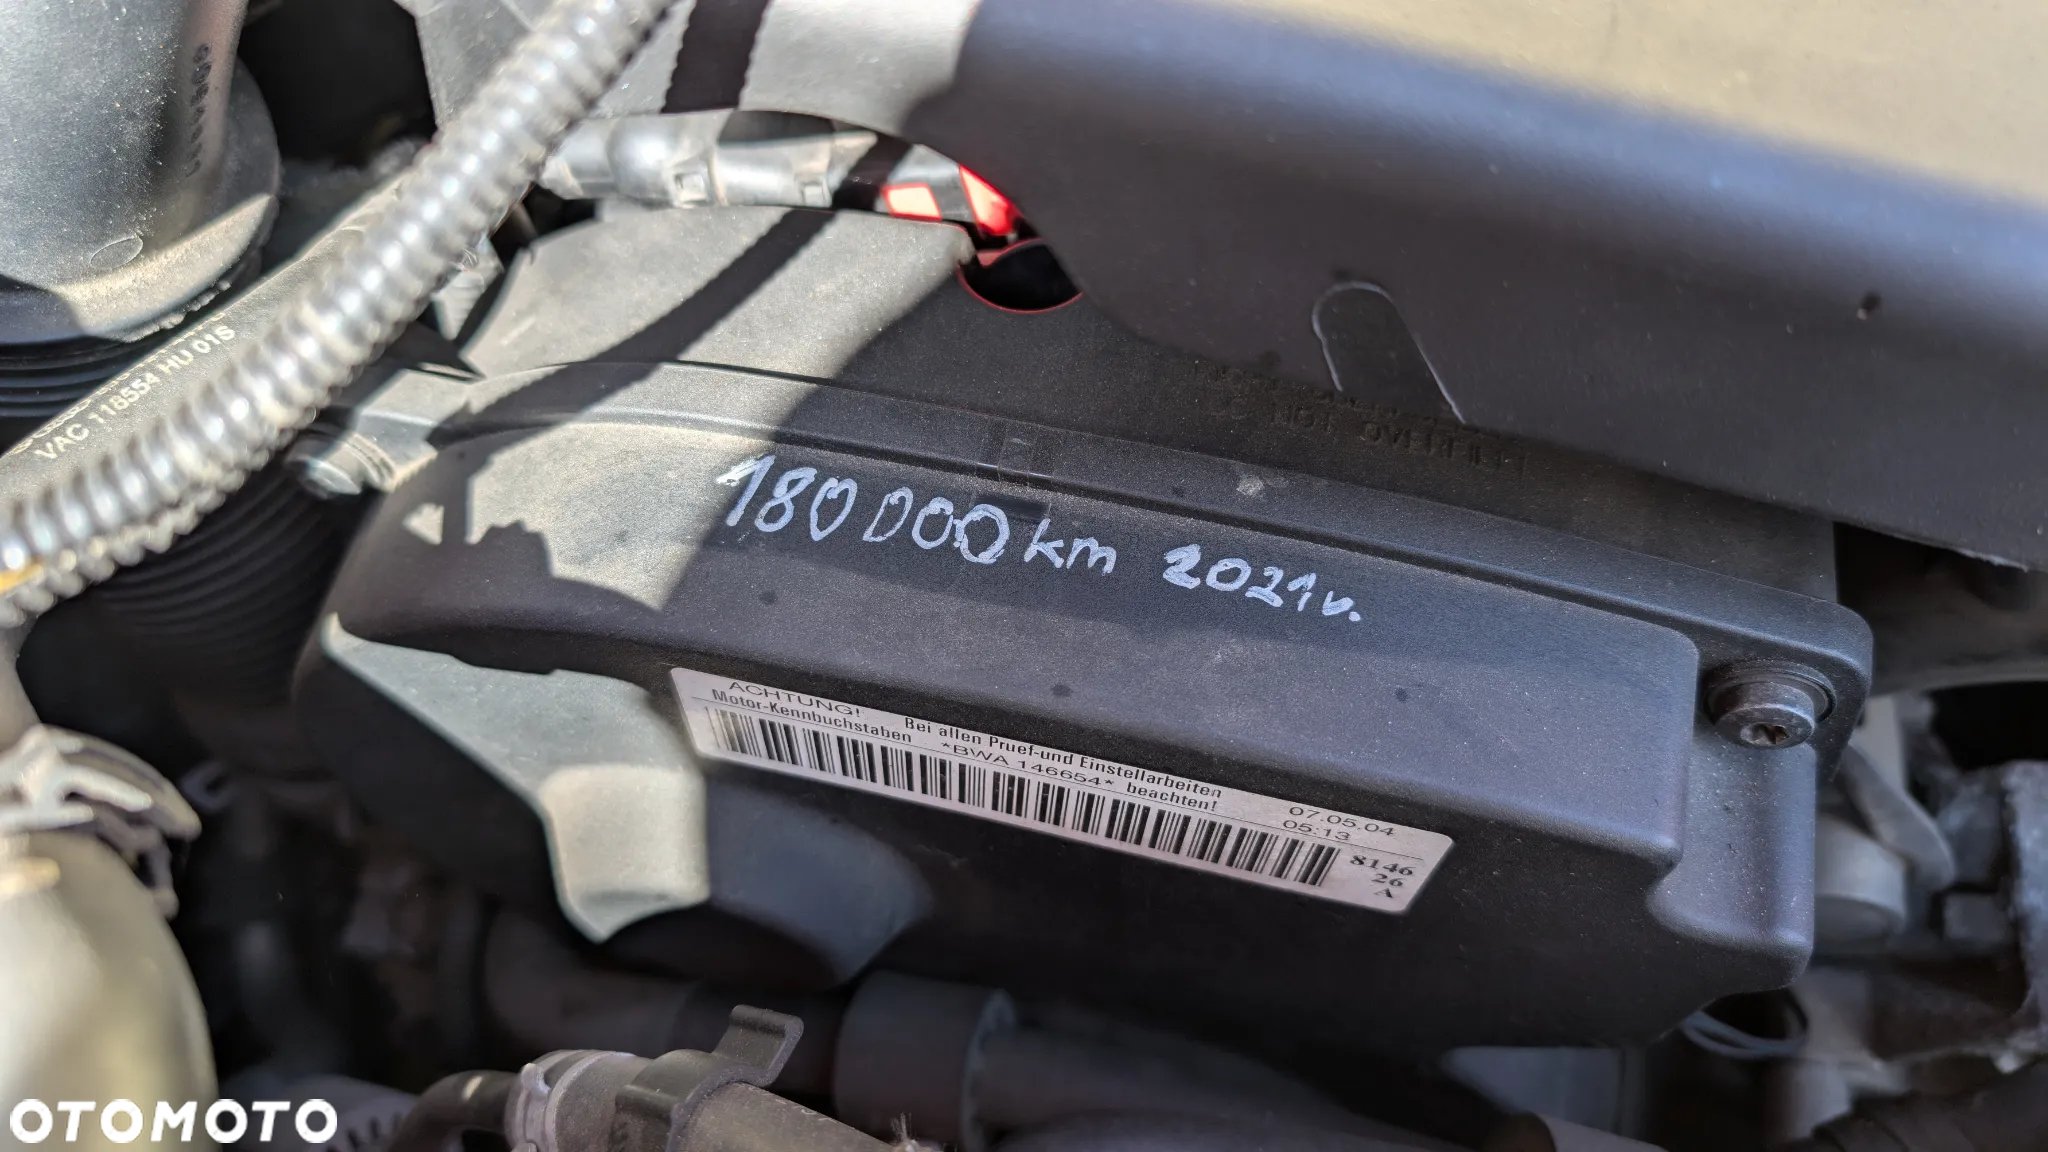 VAC 118554 HU 01S
180 000 km 2021r.
ACHTUNG! Bei allen Pruef-und Einstellarbeiten
Motor-Kennbuchstaben *BWA 146654* beachten!
07.05.04
05:13
8146
26
A
OTOMOTO